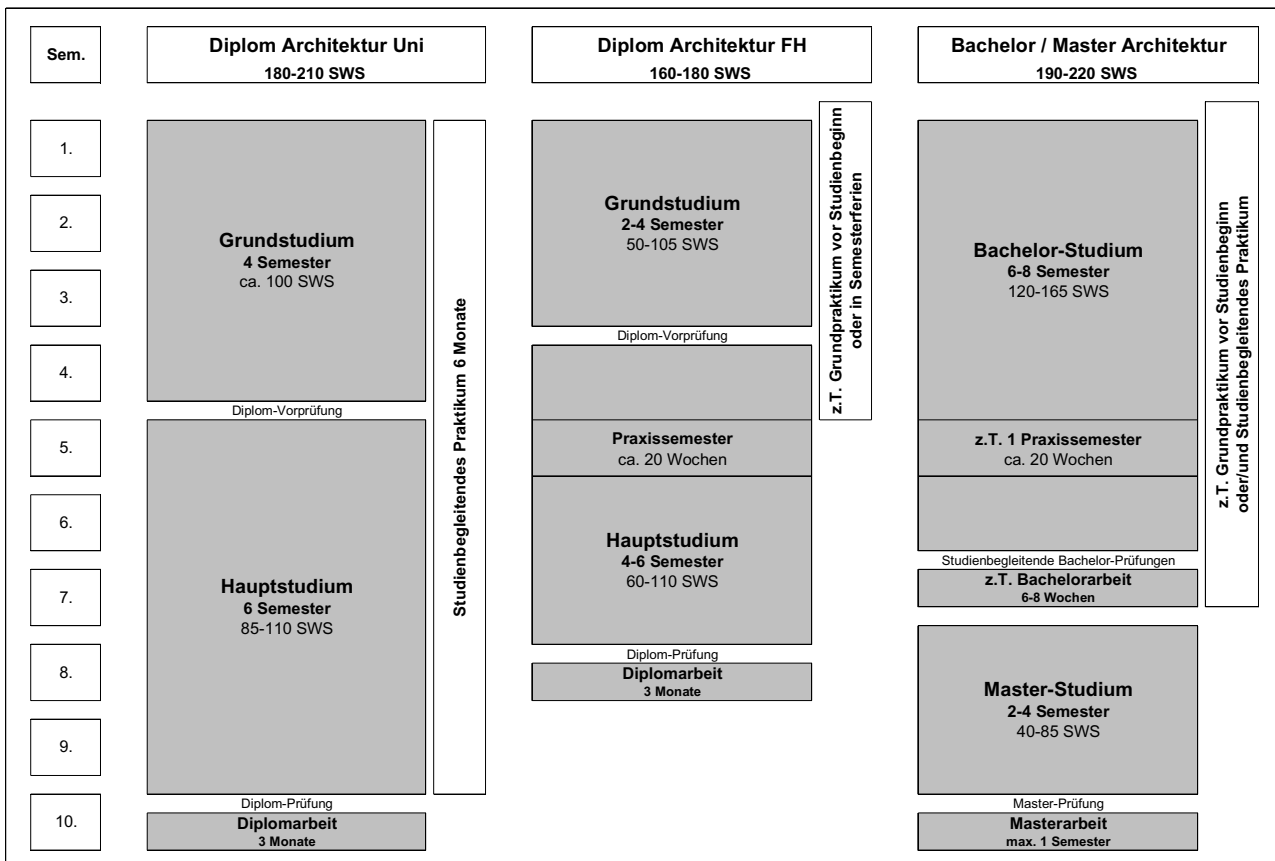 Sem.
Diplom Architektur Uni
180-210 SWS
Diplom Architektur FH
160-180 SWS
Bachelor / Master Architektur
190-220 SWS
1.
2.
3.
4.
5.
6.
7.
8.
9.
10.
Grundstudium
4 Semester
ca. 100 SWS
Diplom-Vorprüfung
Hauptstudium
6 Semester
85-110 SWS
Diplom-Prüfung
Diplomarbeit
3 Monate
Studienbegleitendes Praktikum 6 Monate
Grundstudium
2-4 Semester
50-105 SWS
Diplom-Vorprüfung
Praxissemester
ca. 20 Wochen
Hauptstudium
4-6 Semester
60-110 SWS
Diplom-Prüfung
Diplomarbeit
3 Monate
z.T. Grundpraktikum vor Studienbeginn
oder in Semesterferien
Bachelor-Studium
6-8 Semester
120-165 SWS
z.T. 1 Praxissemester
ca. 20 Wochen
Studienbegleitende Bachelor-Prüfungen
z.T. Bachelorarbeit
6-8 Wochen
Master-Studium
2-4 Semester
40-85 SWS
Master-Prüfung
Masterarbeit
max. 1 Semester
z.T. Grundpraktikum vor Studienbeginn
oder/und Studienbegleitendes Praktikum